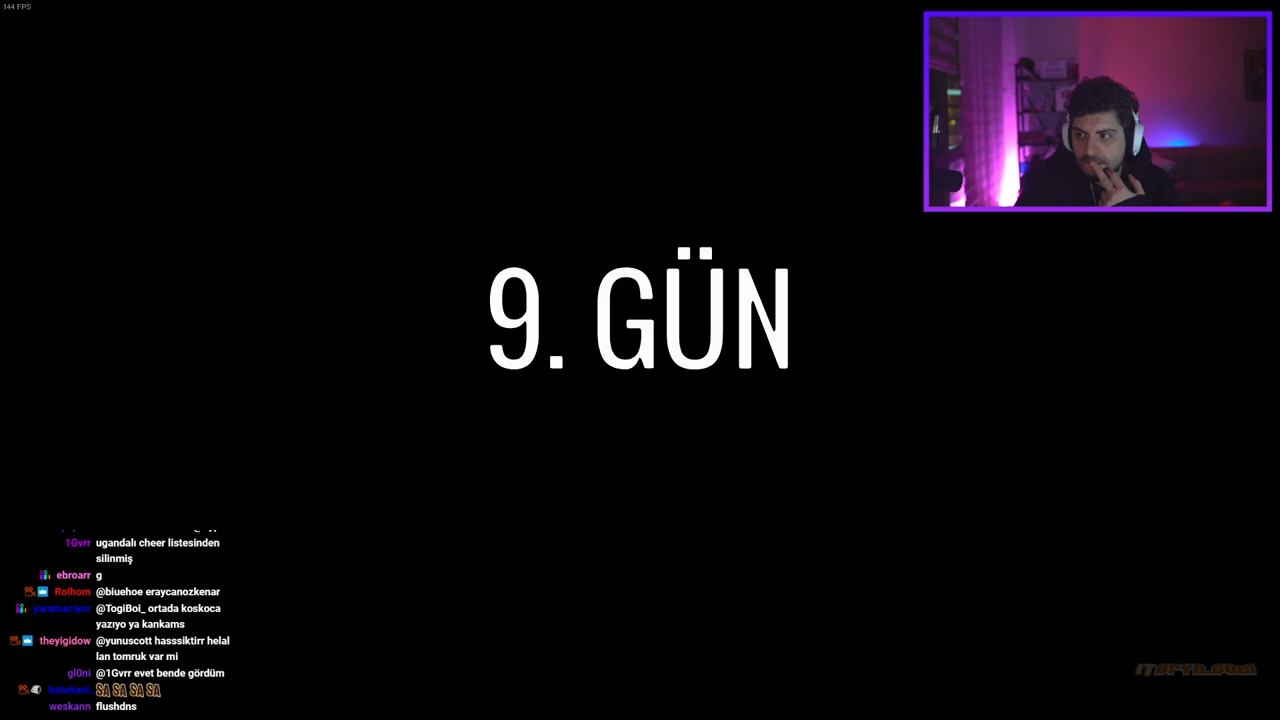 144 FPS
9. GÜN
1Gvrr ugandalı cheer listesinden
silinmiş
ebroarr g
Rolhom @biuehoe eraycanozkenar
yaramaciyor @TogiBoi_ ortada koskoca
yazıyo ya kankams
theyigidow @yunuscott hasssiktirr helal
lan tomruk var mi
gl0ni @1Gvrr evet bende gördüm
SA SA SA SA
weskann flushdns